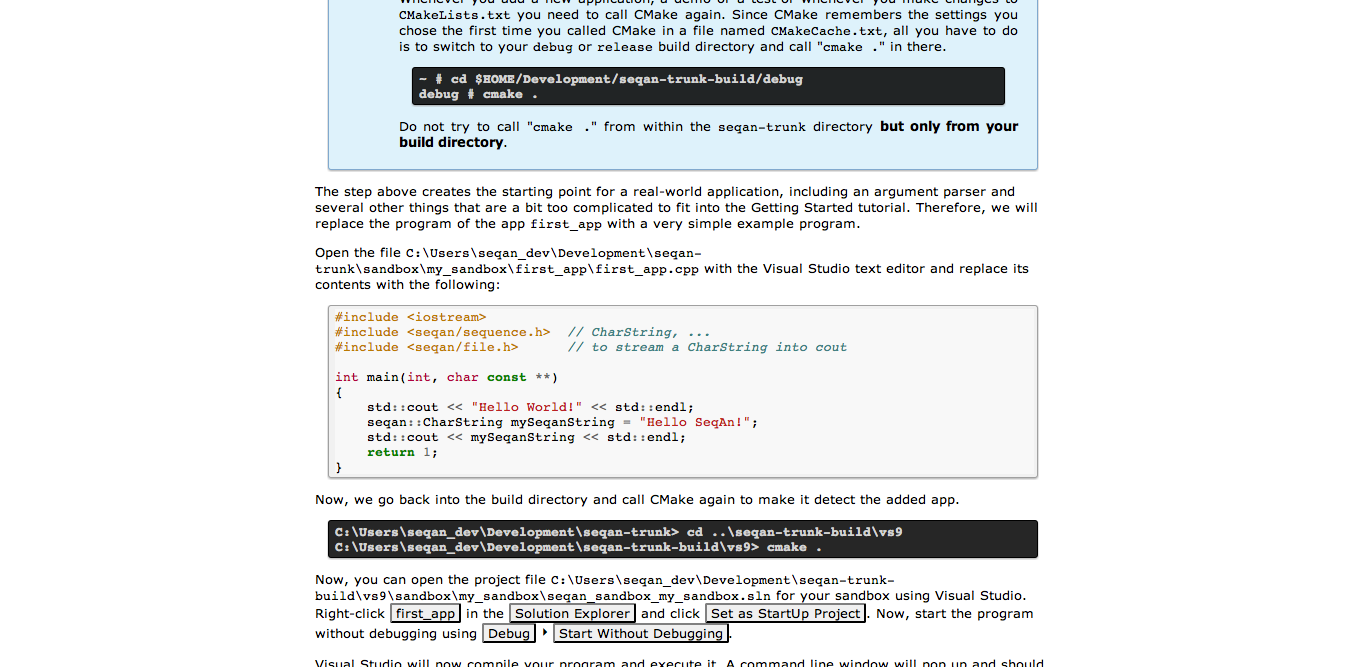 Whenever you add a new application, a demo or a test or whenever you make changes to
CMakeLists.txt you need to call CMake again. Since CMake remembers the settings you
chose the first time you called CMake in a file named CMakeCache.txt, all you have to do
is to switch to your debug or release build directory and call "cmake ." in there.
~ # cd $HOME/Development/seqan-trunk-build/debug
debug # cmake .
Do not try to call "cmake ." from within the seqan-trunk directory but only from your
build directory.
The step above creates the starting point for a real-world application, including an argument parser and
several other things that are a bit too complicated to fit into the Getting Started tutorial. Therefore, we will
replace the program of the app first_app with a very simple example program.
Open the file C:\Users\seqan_dev\Development\seqan-
trunk\sandbox\my_sandbox\first_app\first_app.cpp with the Visual Studio text editor and replace its
contents with the following:
#include <iostream>
#include <seqan/sequence.h>  // CharString, ...
#include <seqan/file.h>      // to stream a CharString into cout
int main(int, char const **)
{
    std::cout << "Hello World!" << std::endl;
    seqan::CharString mySeqanString = "Hello SeqAn!";
    std::cout << mySeqanString << std::endl;
    return 1;
}
Now, we go back into the build directory and call CMake again to make it detect the added app.
C:\Users\seqan_dev\Development\seqan-trunk> cd ..\seqan-trunk-build\vs9
C:\Users\seqan_dev\Development\seqan-trunk-build\vs9> cmake .
Now, you can open the project file C:\Users\seqan_dev\Development\seqan-trunk-
build\vs9\sandbox\my_sandbox\seqan_sandbox_my_sandbox.sln for your sandbox using Visual Studio.
Right-click first_app in the Solution Explorer and click Set as StartUp Project. Now, start the program
without debugging using Debug ‣ Start Without Debugging.
Visual Studio will now compile your program and execute it. A command line window will pop up and should